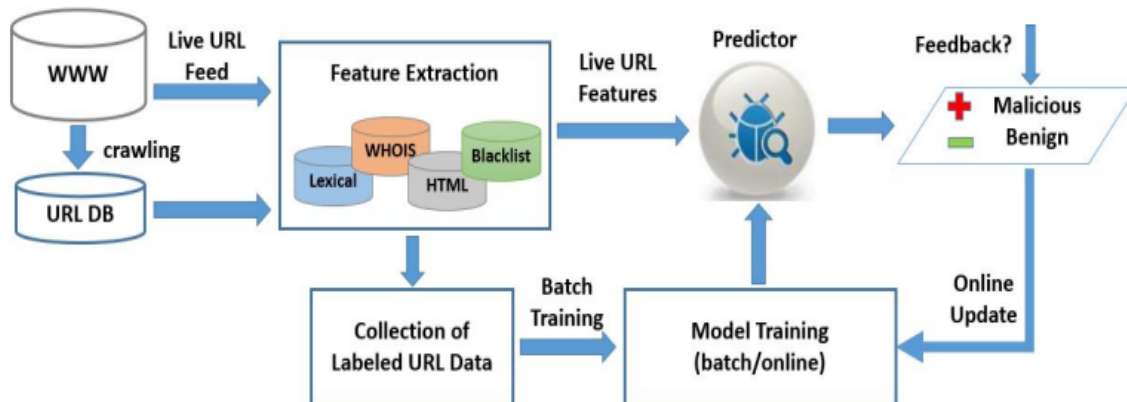 WWW
Live URL
Feed
crawling
URL DB
Feature Extraction
Lexical
WHOIS
HTML
Blacklist
Live URL
Features
Predictor
Feedback?
Malicious
Benign
Collection of
Labeled URL Data
Batch
Training
Model Training
(batch/online)
Online
Update